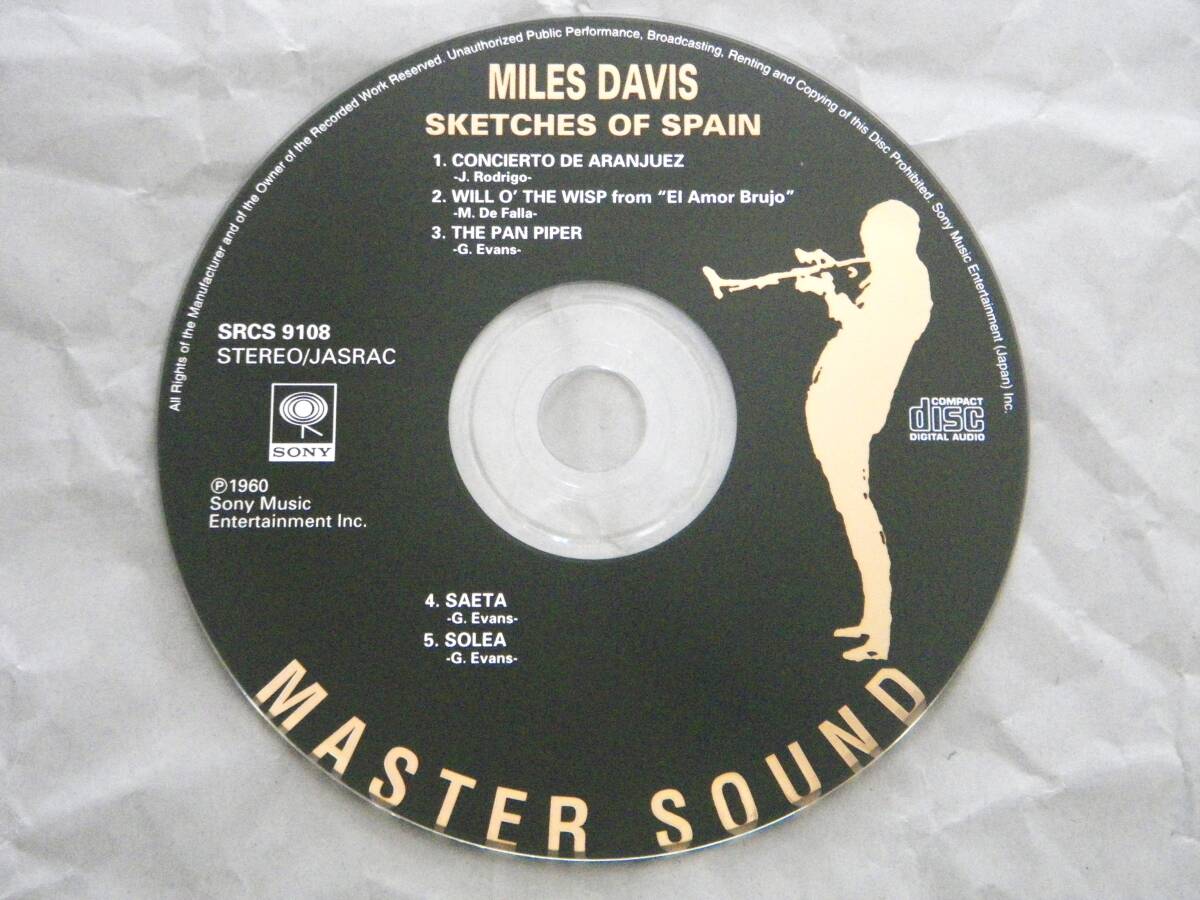 All Rights of the Manufacturer and of the Owner of the Recorded Work Reserved. Unauthorized Public Performance, Broadcasting, Renting and Copying of this Disc Prohibited. Sony Music Entertainment (Japan) Inc.
MILES DAVIS
SKETCHES OF SPAIN
1. CONCIERTO DE ARANJUEZ
-J. Rodrigo-
2. WILL O' THE WISP from "El Amor Brujo"
-M. De Falla-
3. THE PAN PIPER
-G. Evans-
SRCS 9108
STEREO/JASRAC
SONY
COMPACT
disc
DIGITAL AUDIO
℗1960
Sony Music
Entertainment Inc.
4. SAETA
-G. Evans-
5. SOLEA
-G. Evans-
MASTER SOUND